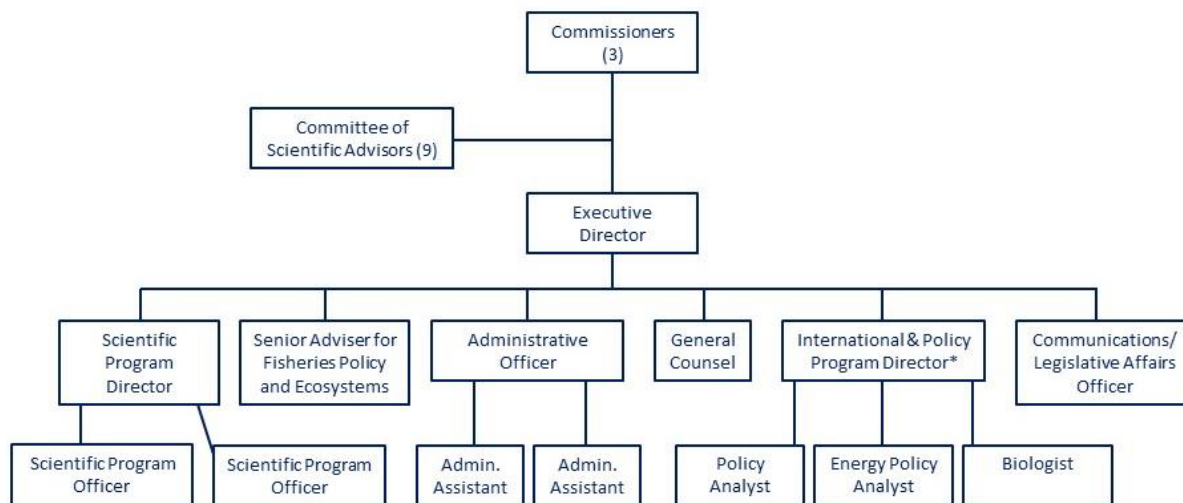 Commissioners
(3)
Committee of
Scientific Advisors (9)
Executive
Director
Scientific
Program
Director
Senior Adviser for
Fisheries Policy
and Ecosystems
Administrative
Officer
General
Counsel
International & Policy
Program Director*
Communications/
Legislative Affairs
Officer
Scientific Program
Officer
Scientific Program
Officer
Admin.
Assistant
Admin.
Assistant
Policy
Analyst
Energy Policy
Analyst
Biologist